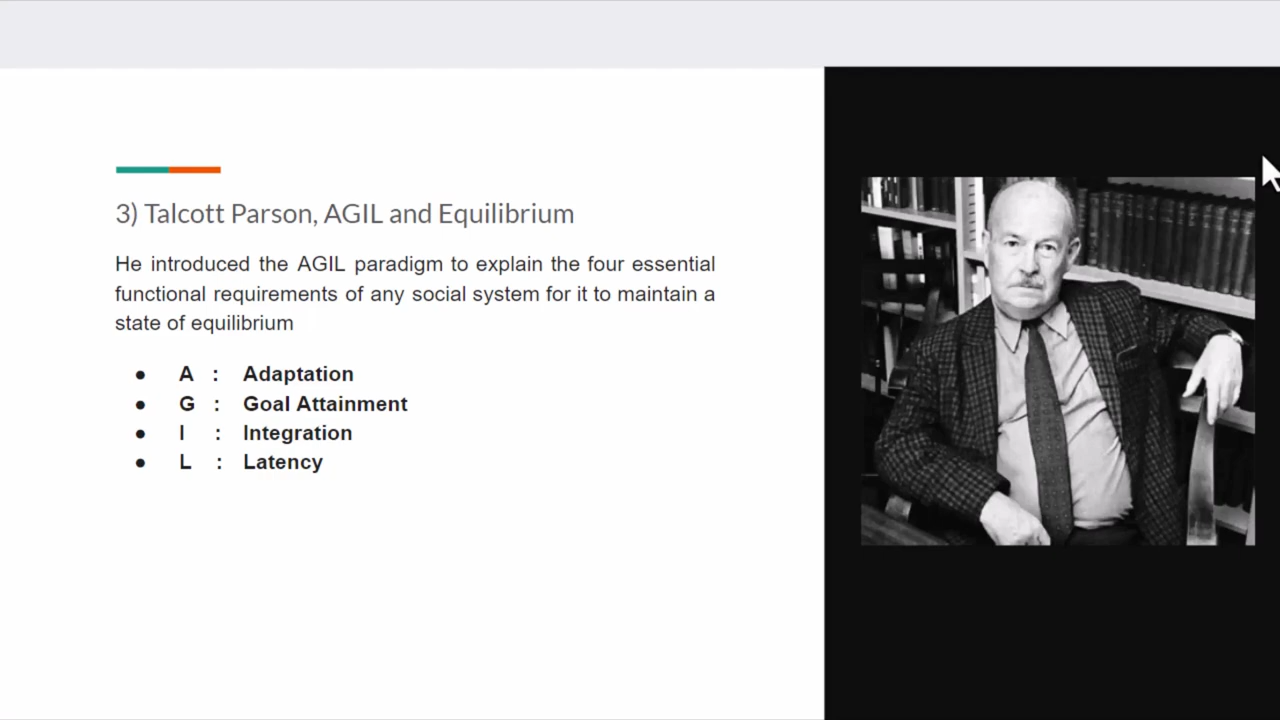 3) Talcott Parson, AGIL and Equilibrium
He introduced the AGIL paradigm to explain the four essential
functional requirements of any social system for it to maintain a
state of equilibrium
● A : Adaptation
● G : Goal Attainment
● I : Integration
● L : Latency